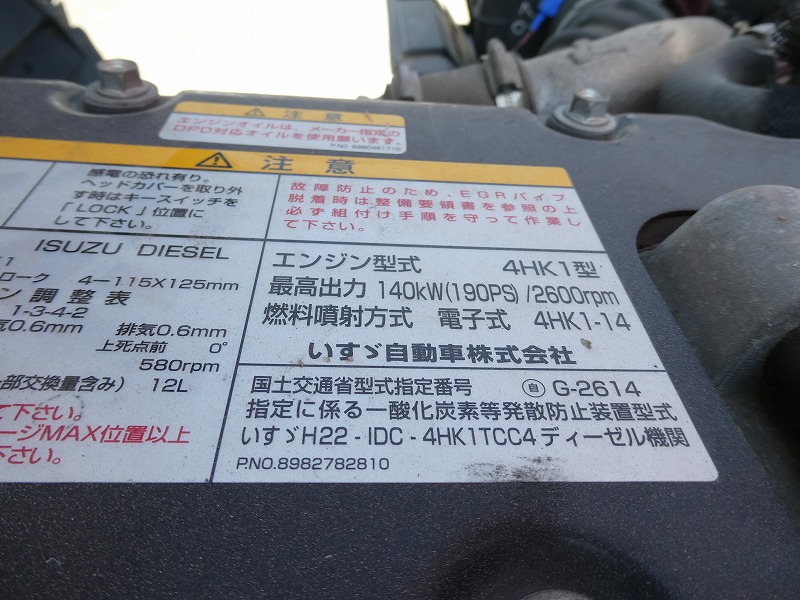 注意
エンジンオイルは、メーカー指定の
DPD対応オイルを使用願います。
注意
感電の恐れ有り。
ヘッドカバーを取り外
す時はキースイッチを
「LOCK」位置に
して下さい。
故障防止のため、EGRパイプ
脱着時は整備要領書を参照の上
必ず組付け手順を守って作業し
て下さい。
ISUZU DIESEL
ローク 4-115X125mm
ン調整表
1-3-4-2
0.6mm 排気0.6mm
上死点前 0°
580rpm
部交換量含み) 12L
て下さい。
ージMAX位置以上
さい。
エンジン型式 4HK1型
最高出力 140kW(190PS)/2600rpm
燃料噴射方式 電子式 4HK1-14
いすゞ自動車株式会社
国土交通省型式指定番号 自 G-2614
指定に係る一酸化炭素等発散防止装置型式
いすゞH22-IDC-4HK1TCC4ディーゼル機関
P.NO.8982782810